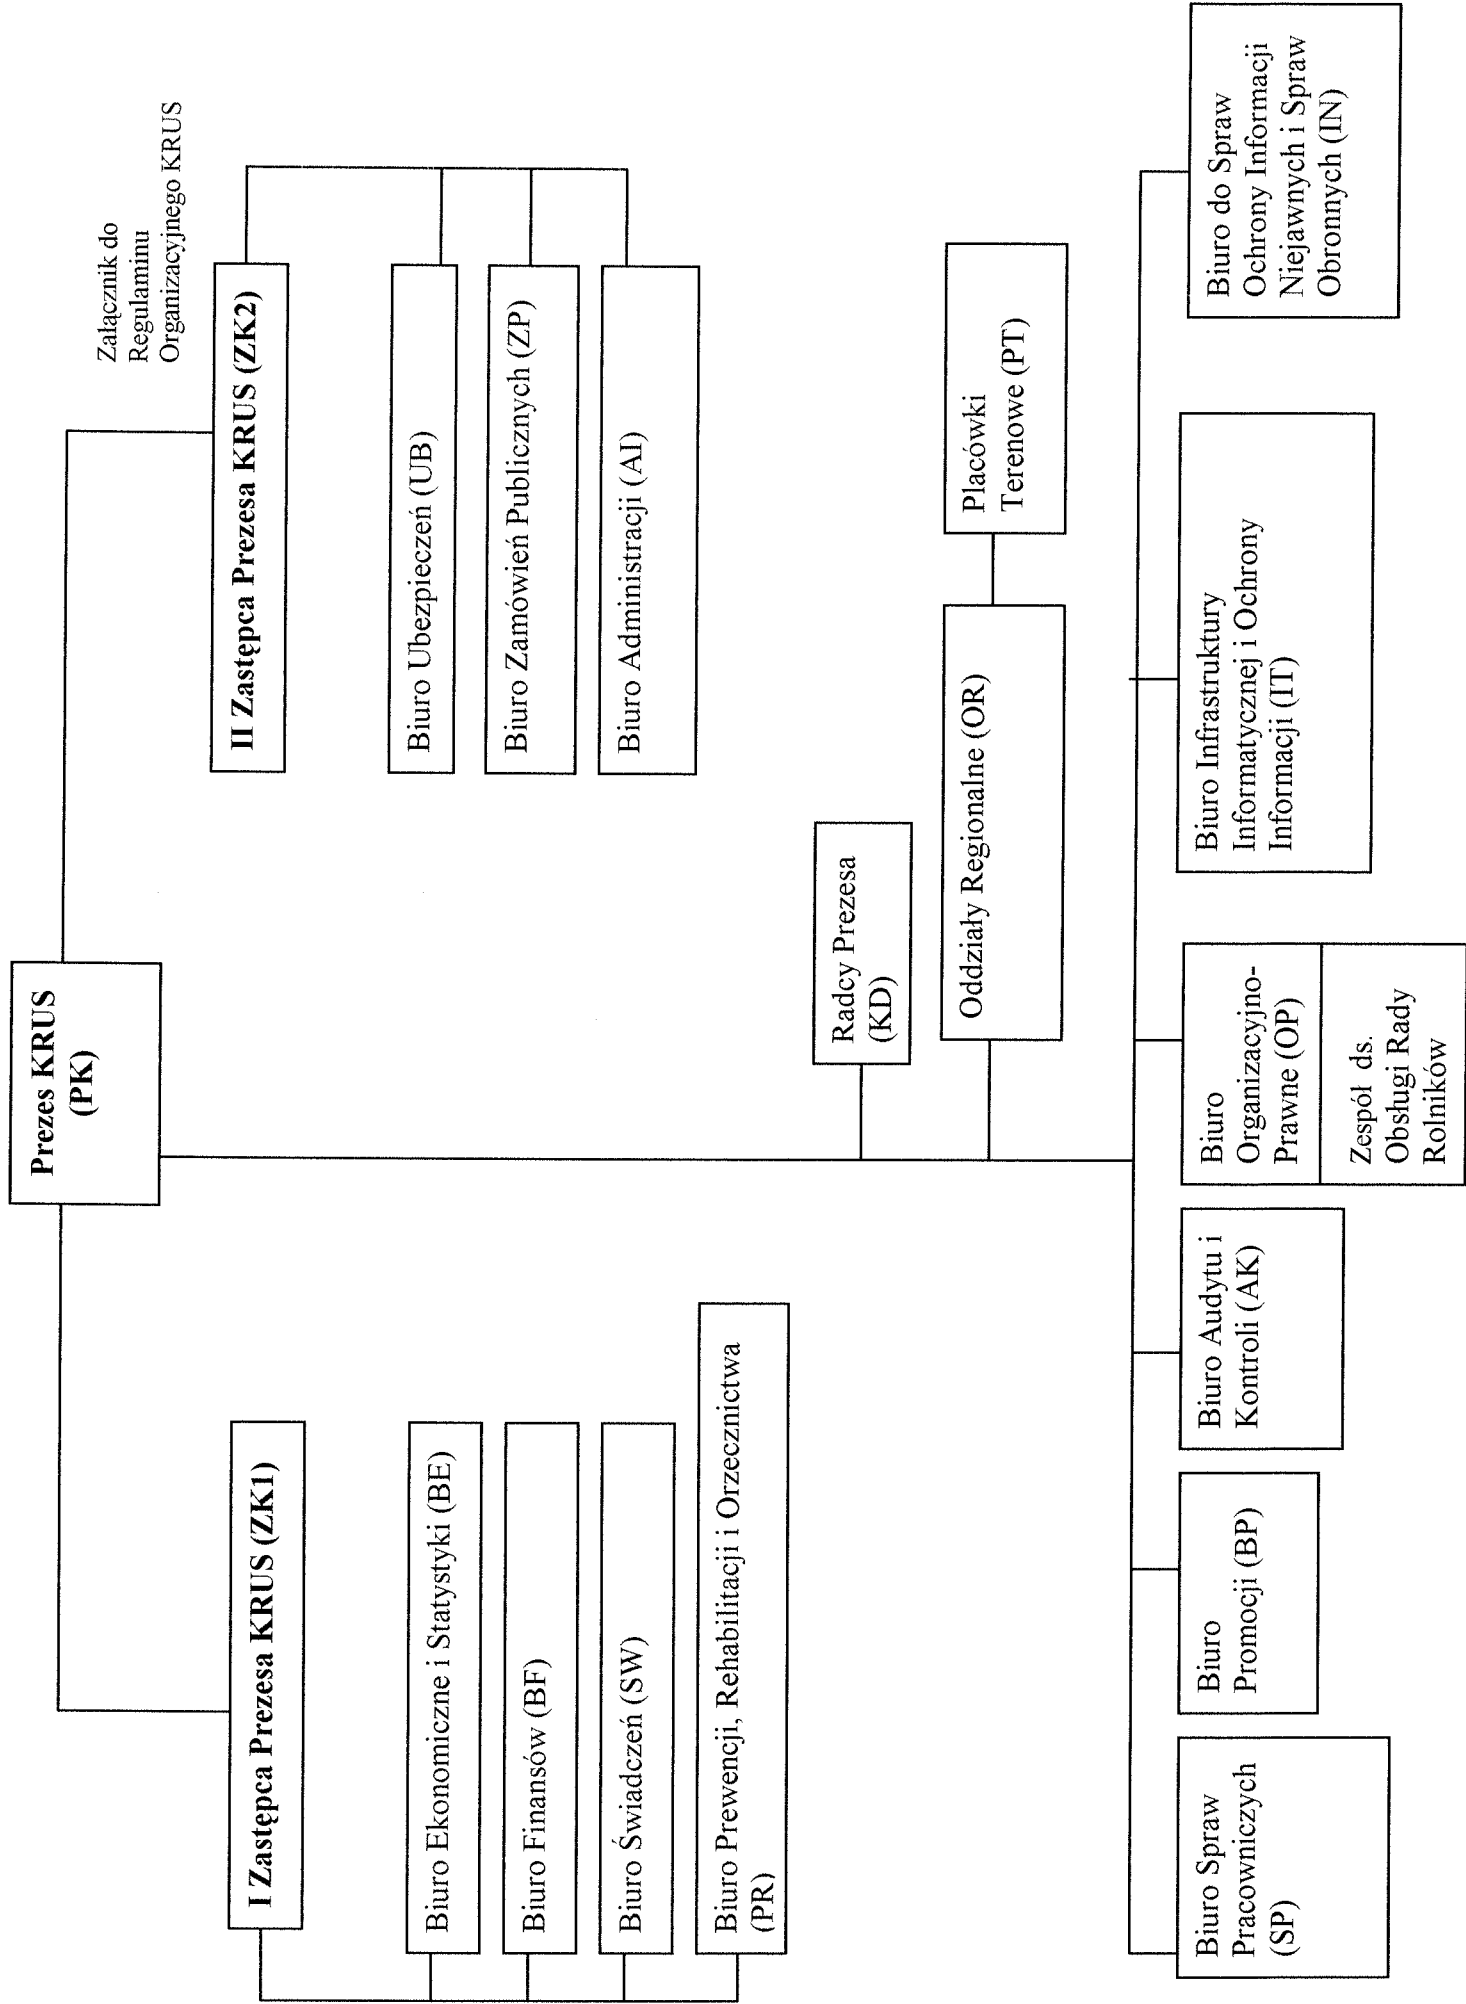 Załącznik do
Regulaminu
Organizacyjnego KRUS
Prezes KRUS
(PK)
I Zastępca Prezesa KRUS (ZK1)
Biuro Ekonomiczne i Statystyki (BE)
Biuro Finansów (BF)
Biuro Świadczeń (SW)
Biuro Prewencji, Rehabilitacji i Orzecznictwa
(PR)
II Zastępca Prezesa KRUS (ZK2)
Biuro Ubezpieczeń (UB)
Biuro Zamówień Publicznych (ZP)
Biuro Administracji (AI)
Radcy Prezesa
(KD)
Oddziały Regionalne (OR)
Placówki
Terenowe (PT)
Biuro Spraw
Pracowniczych
(SP)
Biuro
Promocji (BP)
Biuro Audytu i
Kontroli (AK)
Biuro
Organizacyjno-
Prawne (OP)
Zespół ds.
Obsługi Rady
Rolników
Biuro Infrastruktury
Informatycznej i Ochrony
Informacji (IT)
Biuro do Spraw
Ochrony Informacji
Niejawnych i Spraw
Obronnych (IN)